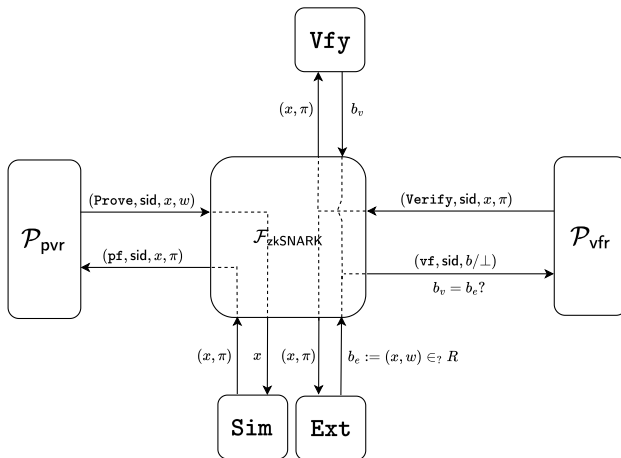 Vfy
(x, π)
b_v
(Prove, sid, x, w)
(Verify, sid, x, π)
𝒫_pvr
ℱ_zkSNARK
𝒫_vfr
(pf, sid, x, π)
(vf, sid, b/⊥)
b_v = b_e?
(x, π)
x
(x, π)
b_e := (x, w) ∈_? R
Sim
Ext